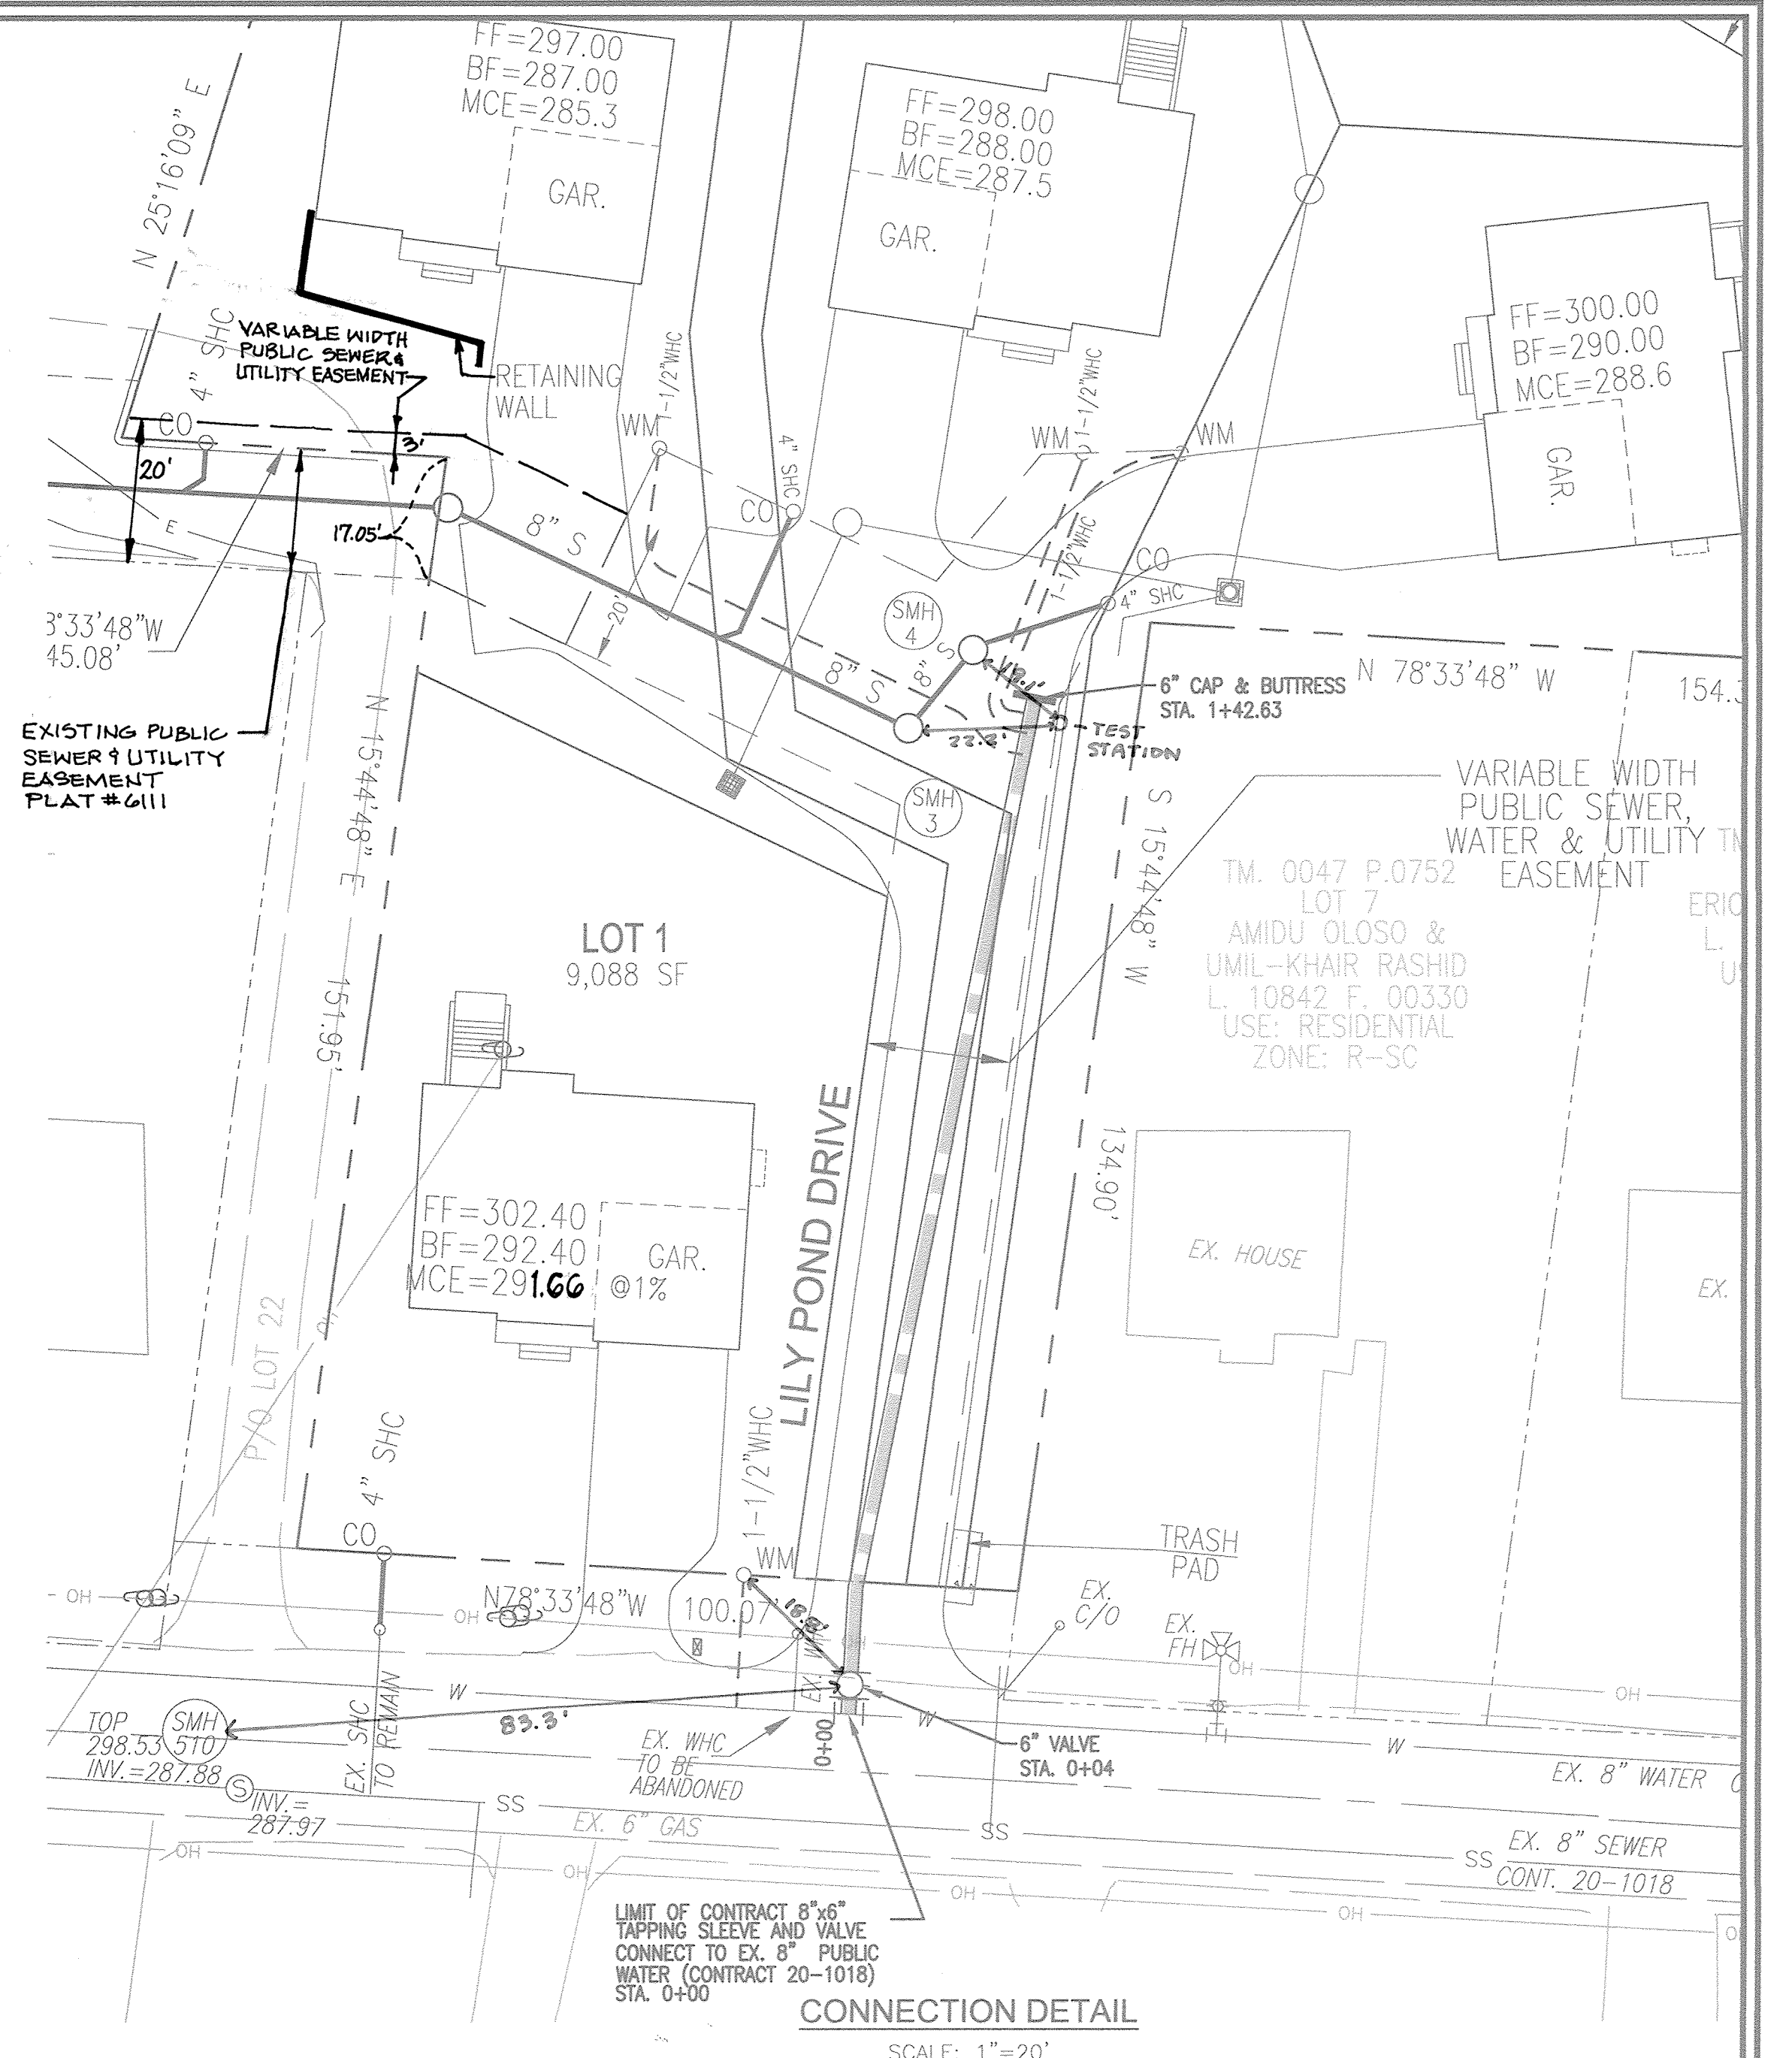 FF=297.00
BF=287.00
MCE=285.3
GAR.
FF=298.00
BF=288.00
MCE=287.5
GAR.
N 25°16'09" E
FF=300.00
BF=290.00
MCE=288.6
GAR.
4" SHC
VARIABLE WIDTH
PUBLIC SEWER &
UTILITY EASEMENT
RETAINING
WALL
1-1/2"WHC
WM
1-1/2"WHC
WM
WM
CO
3'
20'
4" SHC
CO
E
17.05'
8" S
1-1/2"WHC
CO
4" SHC
20'
SMH
4
3°33'48"W
45.08'
8" S
8" S
19.1'
6" CAP & BUTTRESS
STA. 1+42.63
N 78°33'48" W
22.2'
TEST
STATION
EXISTING PUBLIC
SEWER & UTILITY
EASEMENT
PLAT #6111
N 15°44'48" E
151.95'
SMH
3
S 15°44'48" W
134.90'
VARIABLE WIDTH
PUBLIC SEWER,
WATER & UTILITY
EASEMENT
TM. 0047 P.0752
LOT 7
AMIDU OLOSO &
UMIL-KHAIR RASHID
L. 10842 F. 00330
USE: RESIDENTIAL
ZONE: R-SC
LOT 1
9,088 SF
LILY POND DRIVE
FF=302.40
BF=292.40
MCE=291.66 @1%
GAR.
EX. HOUSE
EX.
P/O LOT 22
4" SHC
CO
1-1/2"WHC
WM
TRASH
PAD
OH
OH
N78°33'48"W 100.07'
18.8'
EX. WHC
EX.
C/O
EX.
FH
OH
OH
W
83.3'
TOP
298.53
INV.=287.88
SMH
510
EX. SHC
TO REMAN
EX. WHC
TO BE
ABANDONED
0+00
W
6" VALVE
STA. 0+04
W
EX. 8" WATER
S
INV.=
287.97
SS
EX. 6" GAS
SS
SS
EX. 8" SEWER
CONT. 20-1018
OH
OH
OH
OH
LIMIT OF CONTRACT 8"x6"
TAPPING SLEEVE AND VALVE
CONNECT TO EX. 8" PUBLIC
WATER (CONTRACT 20-1018)
STA. 0+00
CONNECTION DETAIL
SCALE: 1"=20'